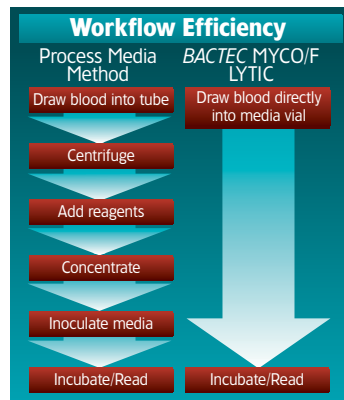 Workflow Efficiency
Process Media
Method
Draw blood into tube
Centrifuge
Add reagents
Concentrate
Inoculate media
Incubate/Read
BACTEC MYCO/F
LYTIC
Draw blood directly
into media vial
Incubate/Read